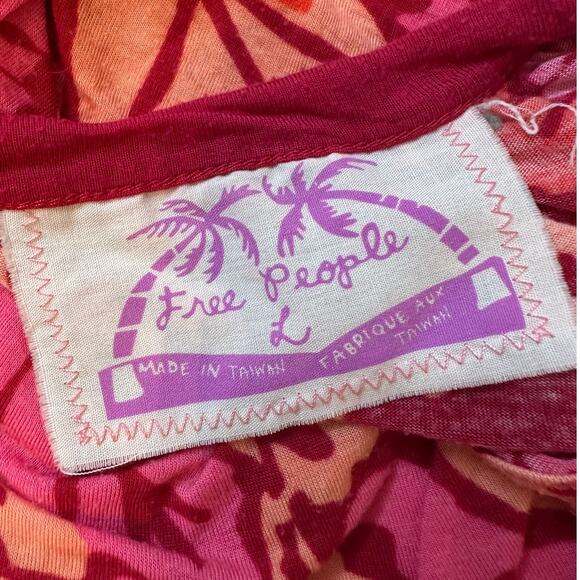 Free People
L
MADE IN TAIWAN
FABRIQUE AUX
TAIWAN